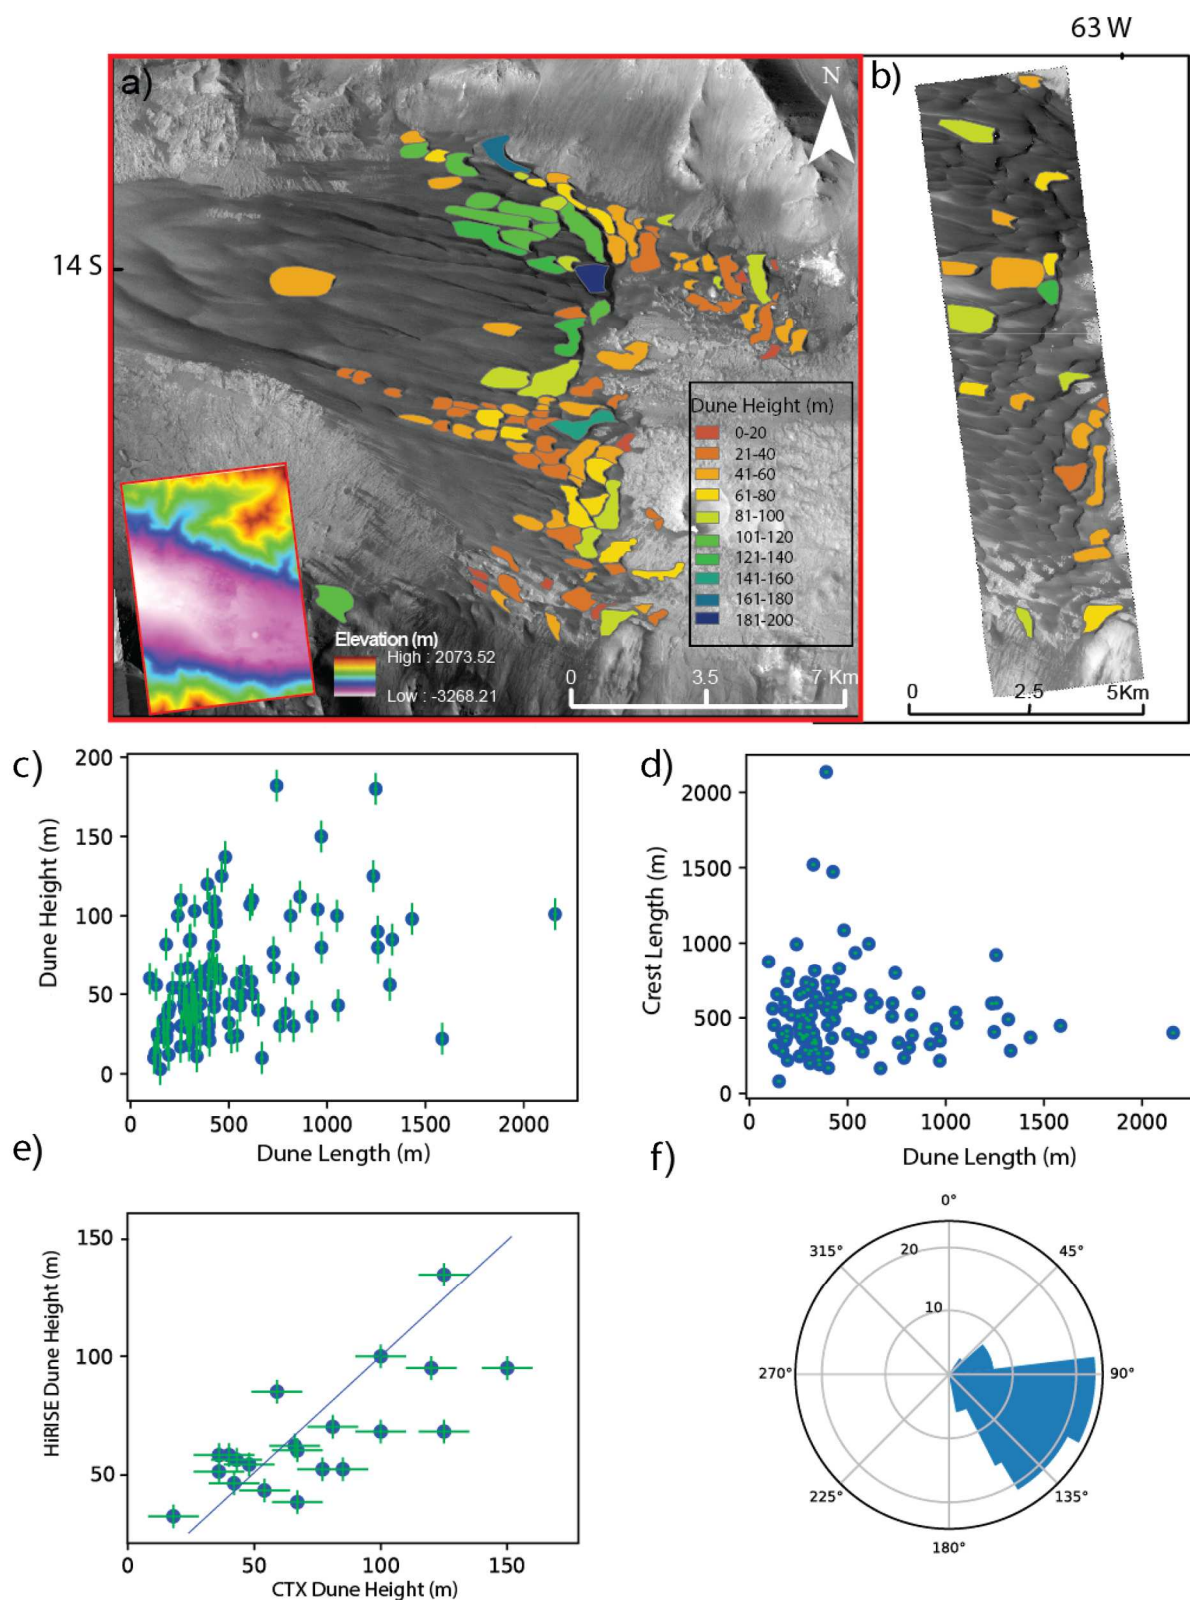 63 W
a)
N
b)
14 S
Dune Height (m)
0-20
21-40
41-60
61-80
81-100
101-120
121-140
141-160
161-180
181-200
Elevation (m)
High : 2073.52
Low : -3268.21
0 3.5 7 Km
0 2.5 5Km
c)
200
150
100
50
0
Dune Height (m)
0 500 1000 1500 2000
Dune Length (m)
d)
2000
1500
1000
500
0
Crest Length (m)
0 500 1000 1500 2000
Dune Length (m)
e)
150
100
50
HiRISE Dune Height (m)
0 50 100 150
CTX Dune Height (m)
f)
0°
315° 45°
20
10
270° 90°
225° 135°
180°